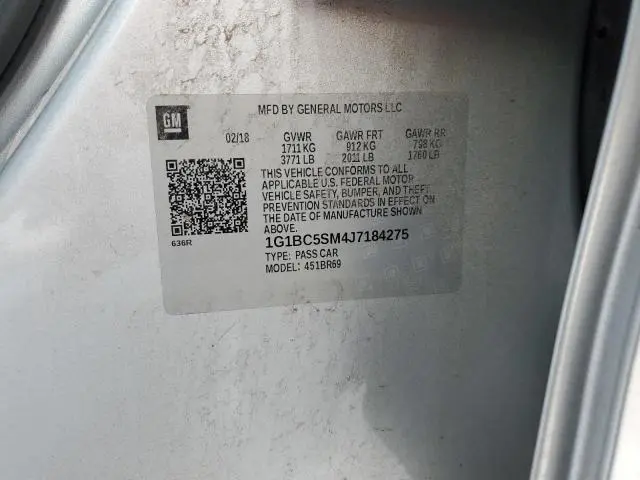 GM
MFD BY GENERAL MOTORS LLC
02/18 GVWR GAWR FRT GAWR RR
1711 KG 912 KG 798 KG
3771 LB 2011 LB 1760 LB
THIS VEHICLE CONFORMS TO ALL
APPLICABLE U.S. FEDERAL MOTOR
VEHICLE SAFETY, BUMPER, AND THEFT
PREVENTION STANDARDS IN EFFECT ON
THE DATE OF MANUFACTURE SHOWN
ABOVE.
636R
1G1BC5SM4J7184275
TYPE: PASS CAR
MODEL: 451BR69